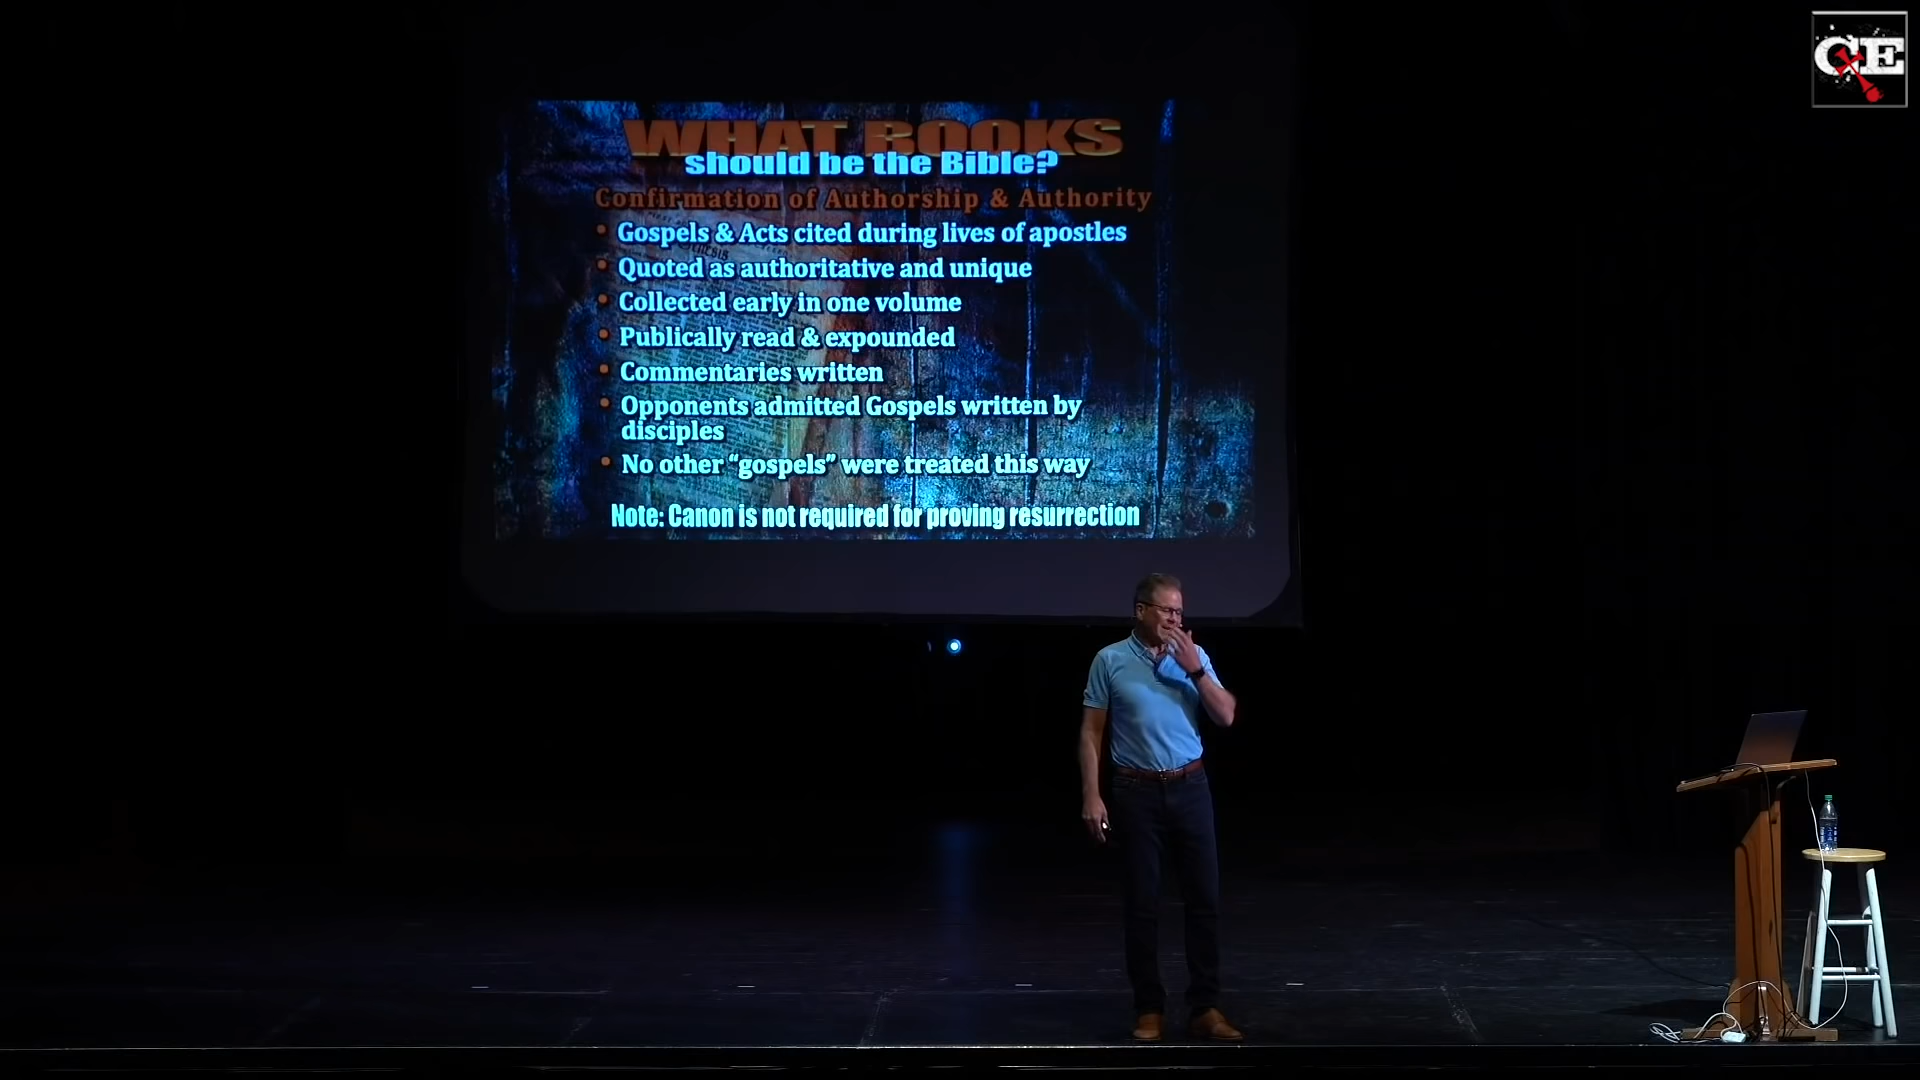 CE
WHAT BOOKS
should be the Bible?
Confirmation of Authorship & Authority
• Gospels & Acts cited during lives of apostles
• Quoted as authoritative and unique
• Collected early in one volume
• Publically read & expounded
• Commentaries written
• Opponents admitted Gospels written by
disciples
• No other “gospels” were treated this way
Note: Canon is not required for proving resurrection